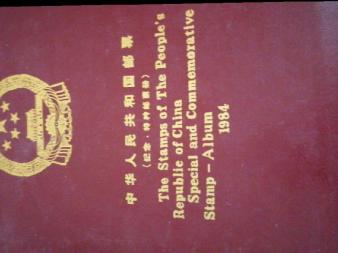 中华人民共和国邮票
(纪念·特种邮票册)
The Stamps of The People's
Republic of China
Special and Commemorative
Stamp-Album
1984